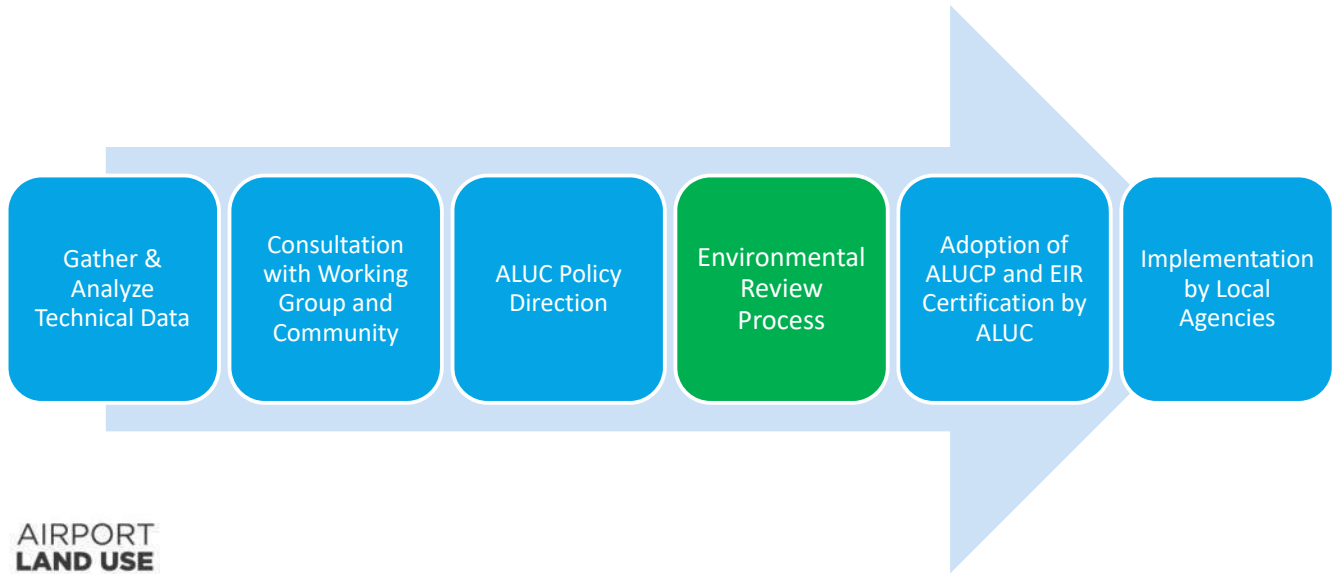 Gather &
Analyze
Technical Data
Consultation
with Working
Group and
Community
ALUC Policy
Direction
Environmental
Review
Process
Adoption of
ALUCP and EIR
Certification by
ALUC
Implementation
by Local
Agencies
AIRPORT
LAND USE